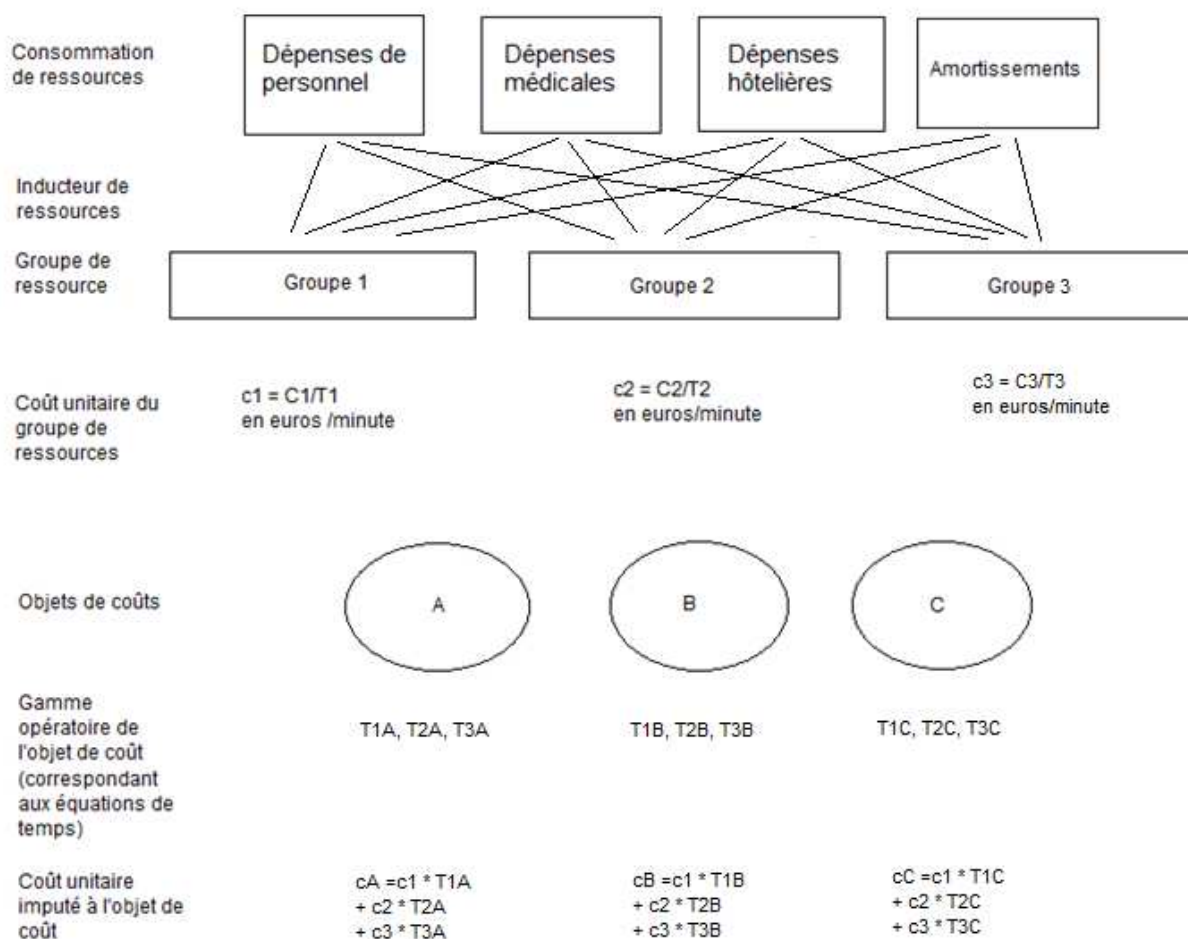 Consommation
de ressources
Dépenses de
personnel
Dépenses
médicales
Dépenses
hôtelières
Amortissements
Inducteur de
ressources
Groupe de
ressource
Groupe 1
Groupe 2
Groupe 3
Coût unitaire du
groupe de
ressources
c1 = C1/T1
en euros /minute
c2 = C2/T2
en euros/minute
c3 = C3/T3
en euros/minute
Objets de coûts
A
B
C
Gamme
opératoire de
l'objet de coût
(correspondant
aux équations de
temps)
T1A, T2A, T3A
T1B, T2B, T3B
T1C, T2C, T3C
Coût unitaire
imputé à l'objet de
coût
cA =c1 * T1A
+ c2 * T2A
+ c3 * T3A
cB =c1 * T1B
+ c2 * T2B
+ c3 * T3B
cC =c1 * T1C
+ c2 * T2C
+ c3 * T3C